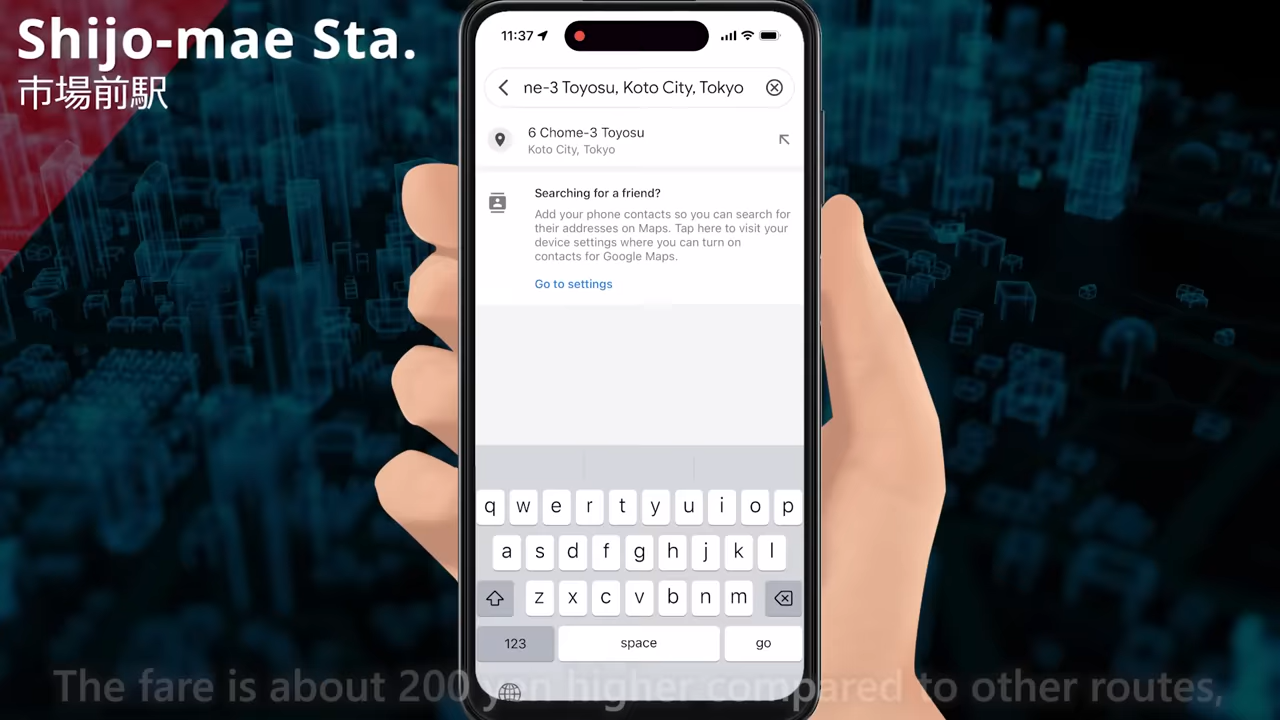 Shijo-mae Sta.
市場前駅
11:37
ne-3 Toyosu, Koto City, Tokyo
6 Chome-3 Toyosu
Koto City, Tokyo
Searching for a friend?
Add your phone contacts so you can search for
their addresses on Maps. Tap here to visit your
device settings where you can turn on
contacts for Google Maps.
Go to settings
q w e r t y u i o p
a s d f g h j k l
z x c v b n m
123 space go
The fare is about 200 yen higher compared to other routes,